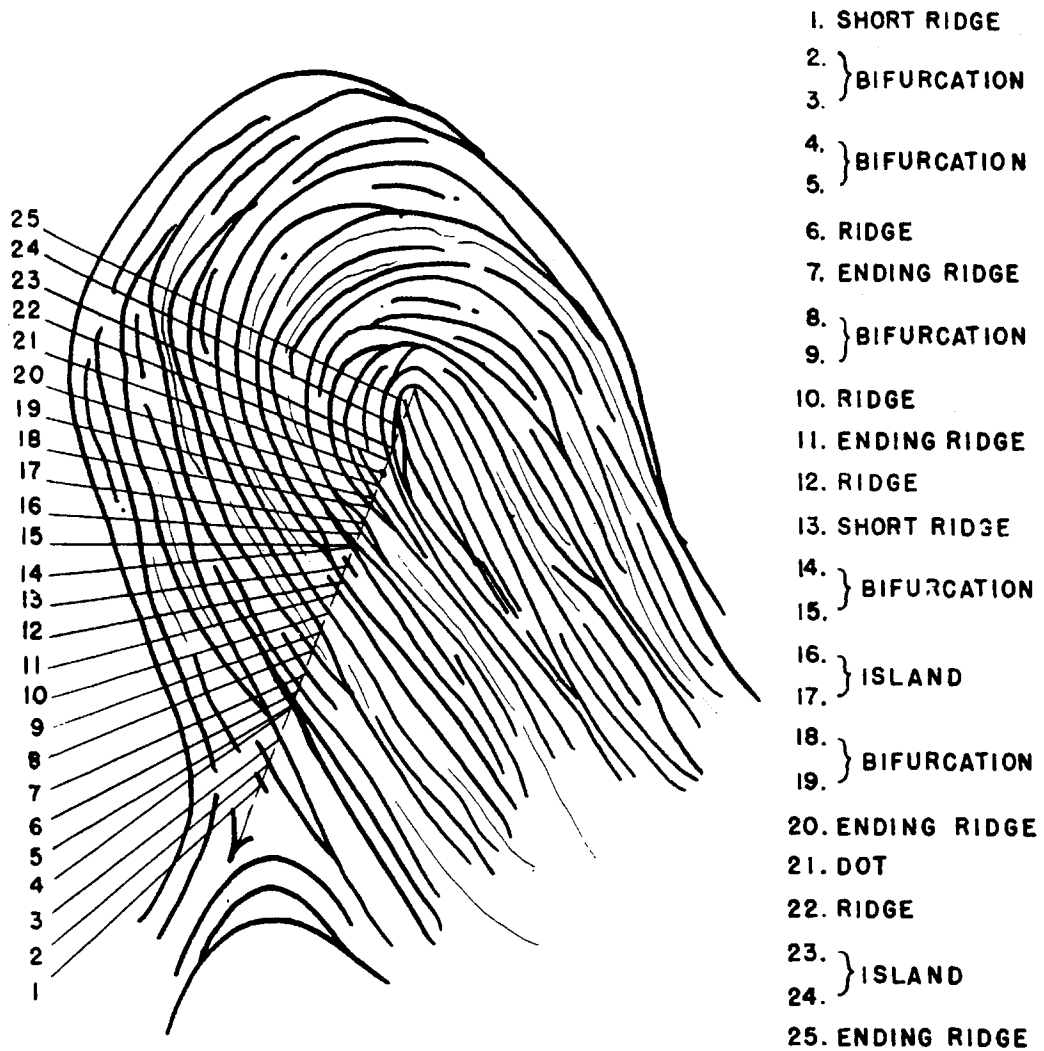 25
24
23
22
21
20
19
18
17
16
15
14
13
12
11
10
9
8
7
6
5
4
3
2
1
1. SHORT RIDGE
2.
3.
BIFURCATION
4.
5.
BIFURCATION
6. RIDGE
7. ENDING RIDGE
8.
9.
BIFURCATION
10. RIDGE
11. ENDING RIDGE
12. RIDGE
13. SHORT RIDGE
14.
15.
BIFURCATION
16.
17.
ISLAND
18.
19.
BIFURCATION
20. ENDING RIDGE
21. DOT
22. RIDGE
23.
24.
ISLAND
25. ENDING RIDGE